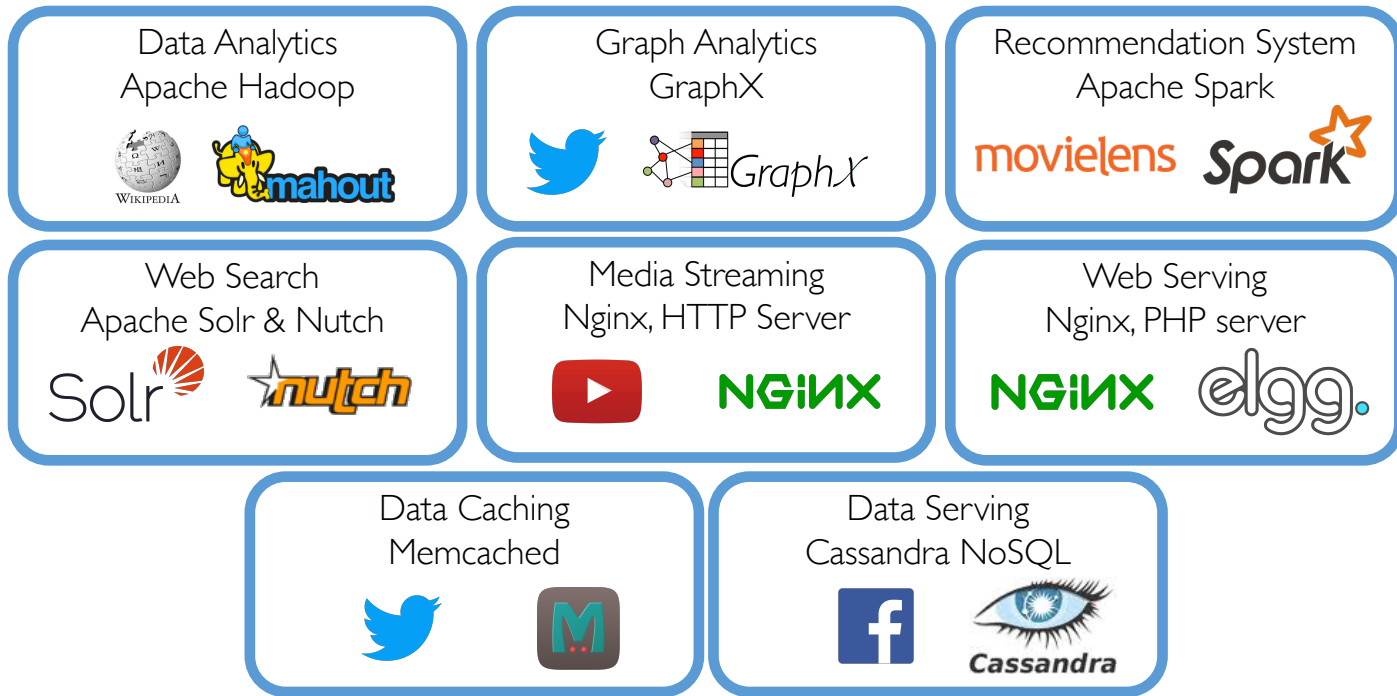 Data Analytics
Apache Hadoop
WIKIPEDIA
mahout
Graph Analytics
GraphX
GraphX
Recommendation System
Apache Spark
movielens
Spark
Web Search
Apache Solr & Nutch
Solr
nutch
Media Streaming
Nginx, HTTP Server
NGiNX
Web Serving
Nginx, PHP server
NGiNX
elgg.
Data Caching
Memcached
M
Data Serving
Cassandra NoSQL
f
Cassandra